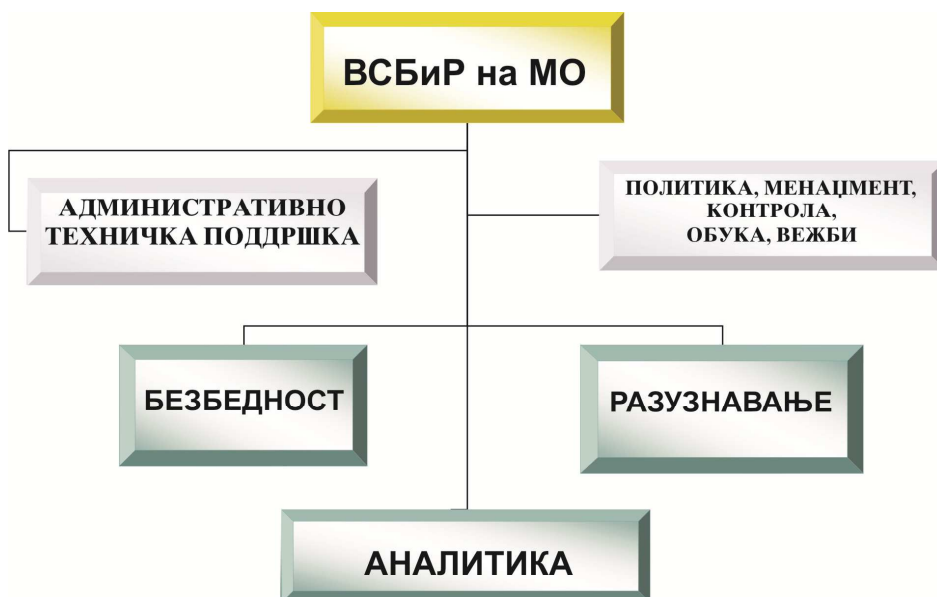 ВСБиР на МО
АДМИНИСТРАТИВНО
ТЕХНИЧКА ПОДДРШКА
ПОЛИТИКА, МЕНАЏМЕНТ,
КОНТРОЛА,
ОБУКА, ВЕЖБИ
БЕЗБЕДНОСТ
РАЗУЗНАВАЊЕ
АНАЛИТИКА